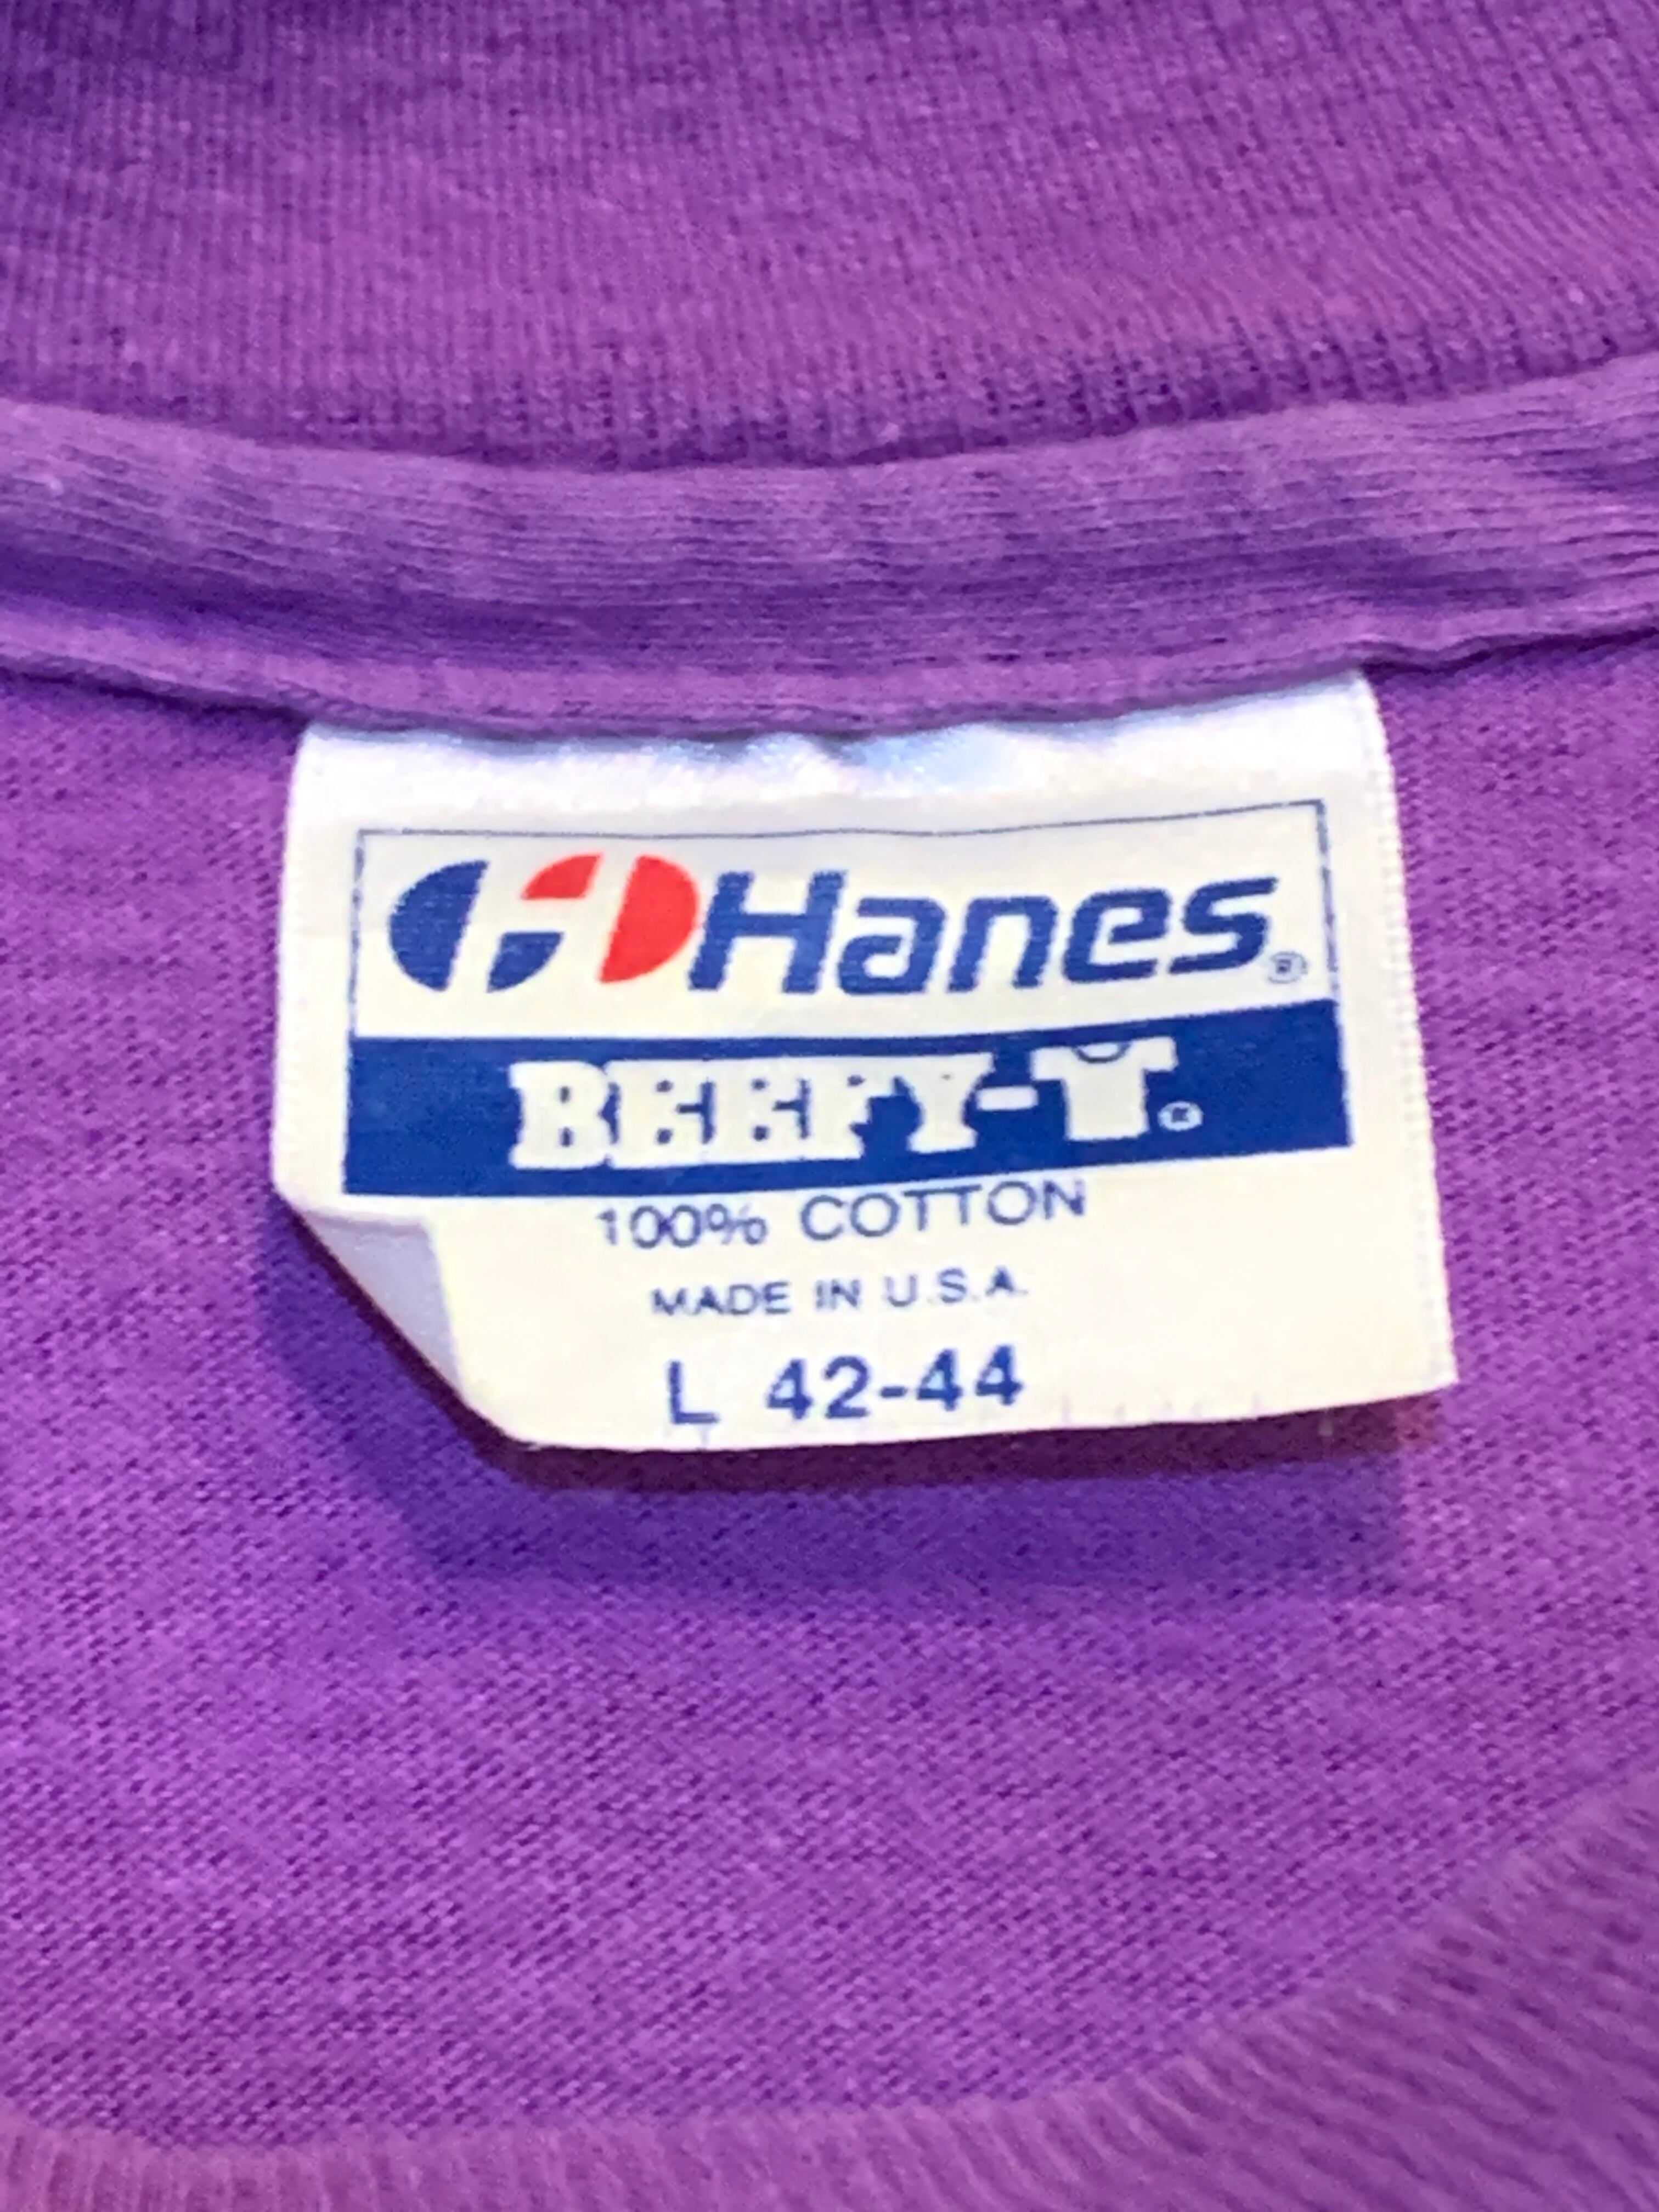 Hanes®
BEEFY-T®
100% COTTON
MADE IN U.S.A.
L 42-44